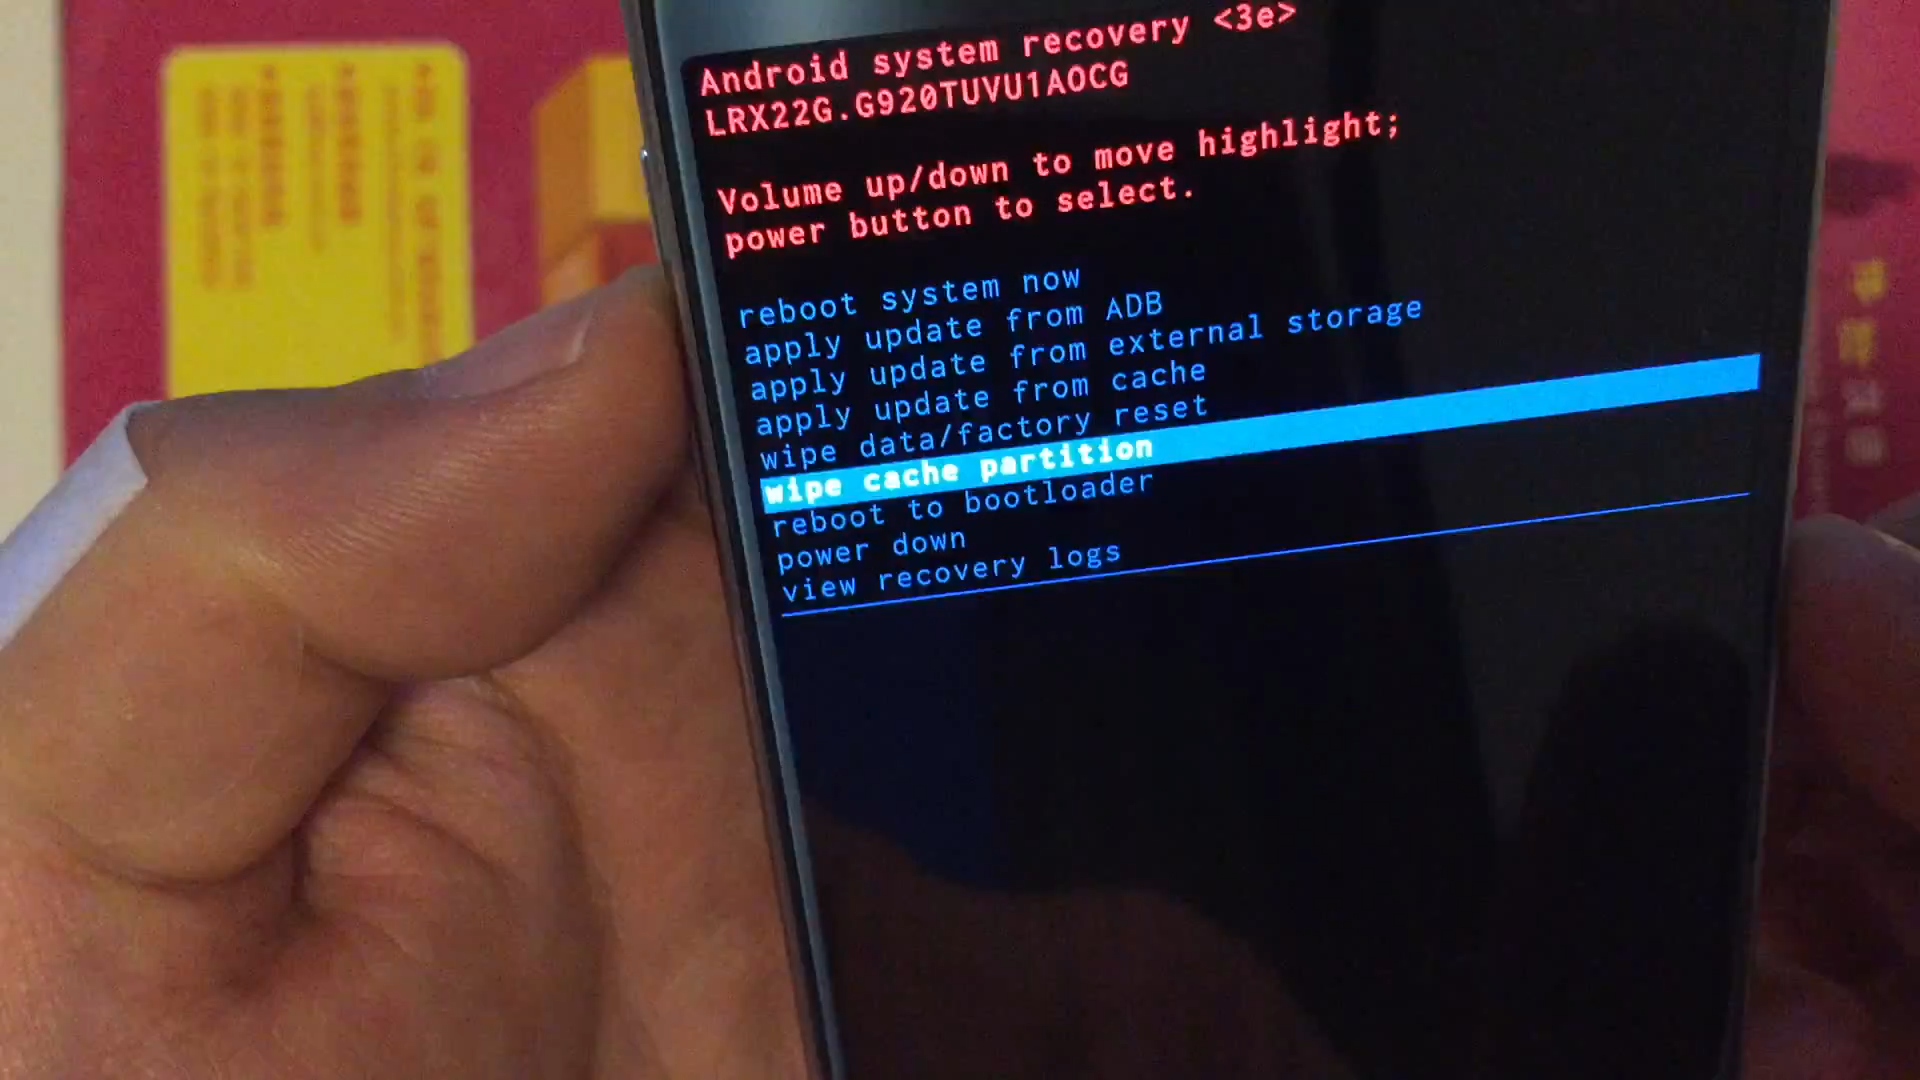 Android system recovery <3e>
LRX22G.G920TUVU1AOCG
Volume up/down to move highlight;
power button to select.
reboot system now
apply update from ADB
apply update from external storage
apply update from cache
wipe data/factory reset
wipe cache partition
reboot to bootloader
power down
view recovery logs